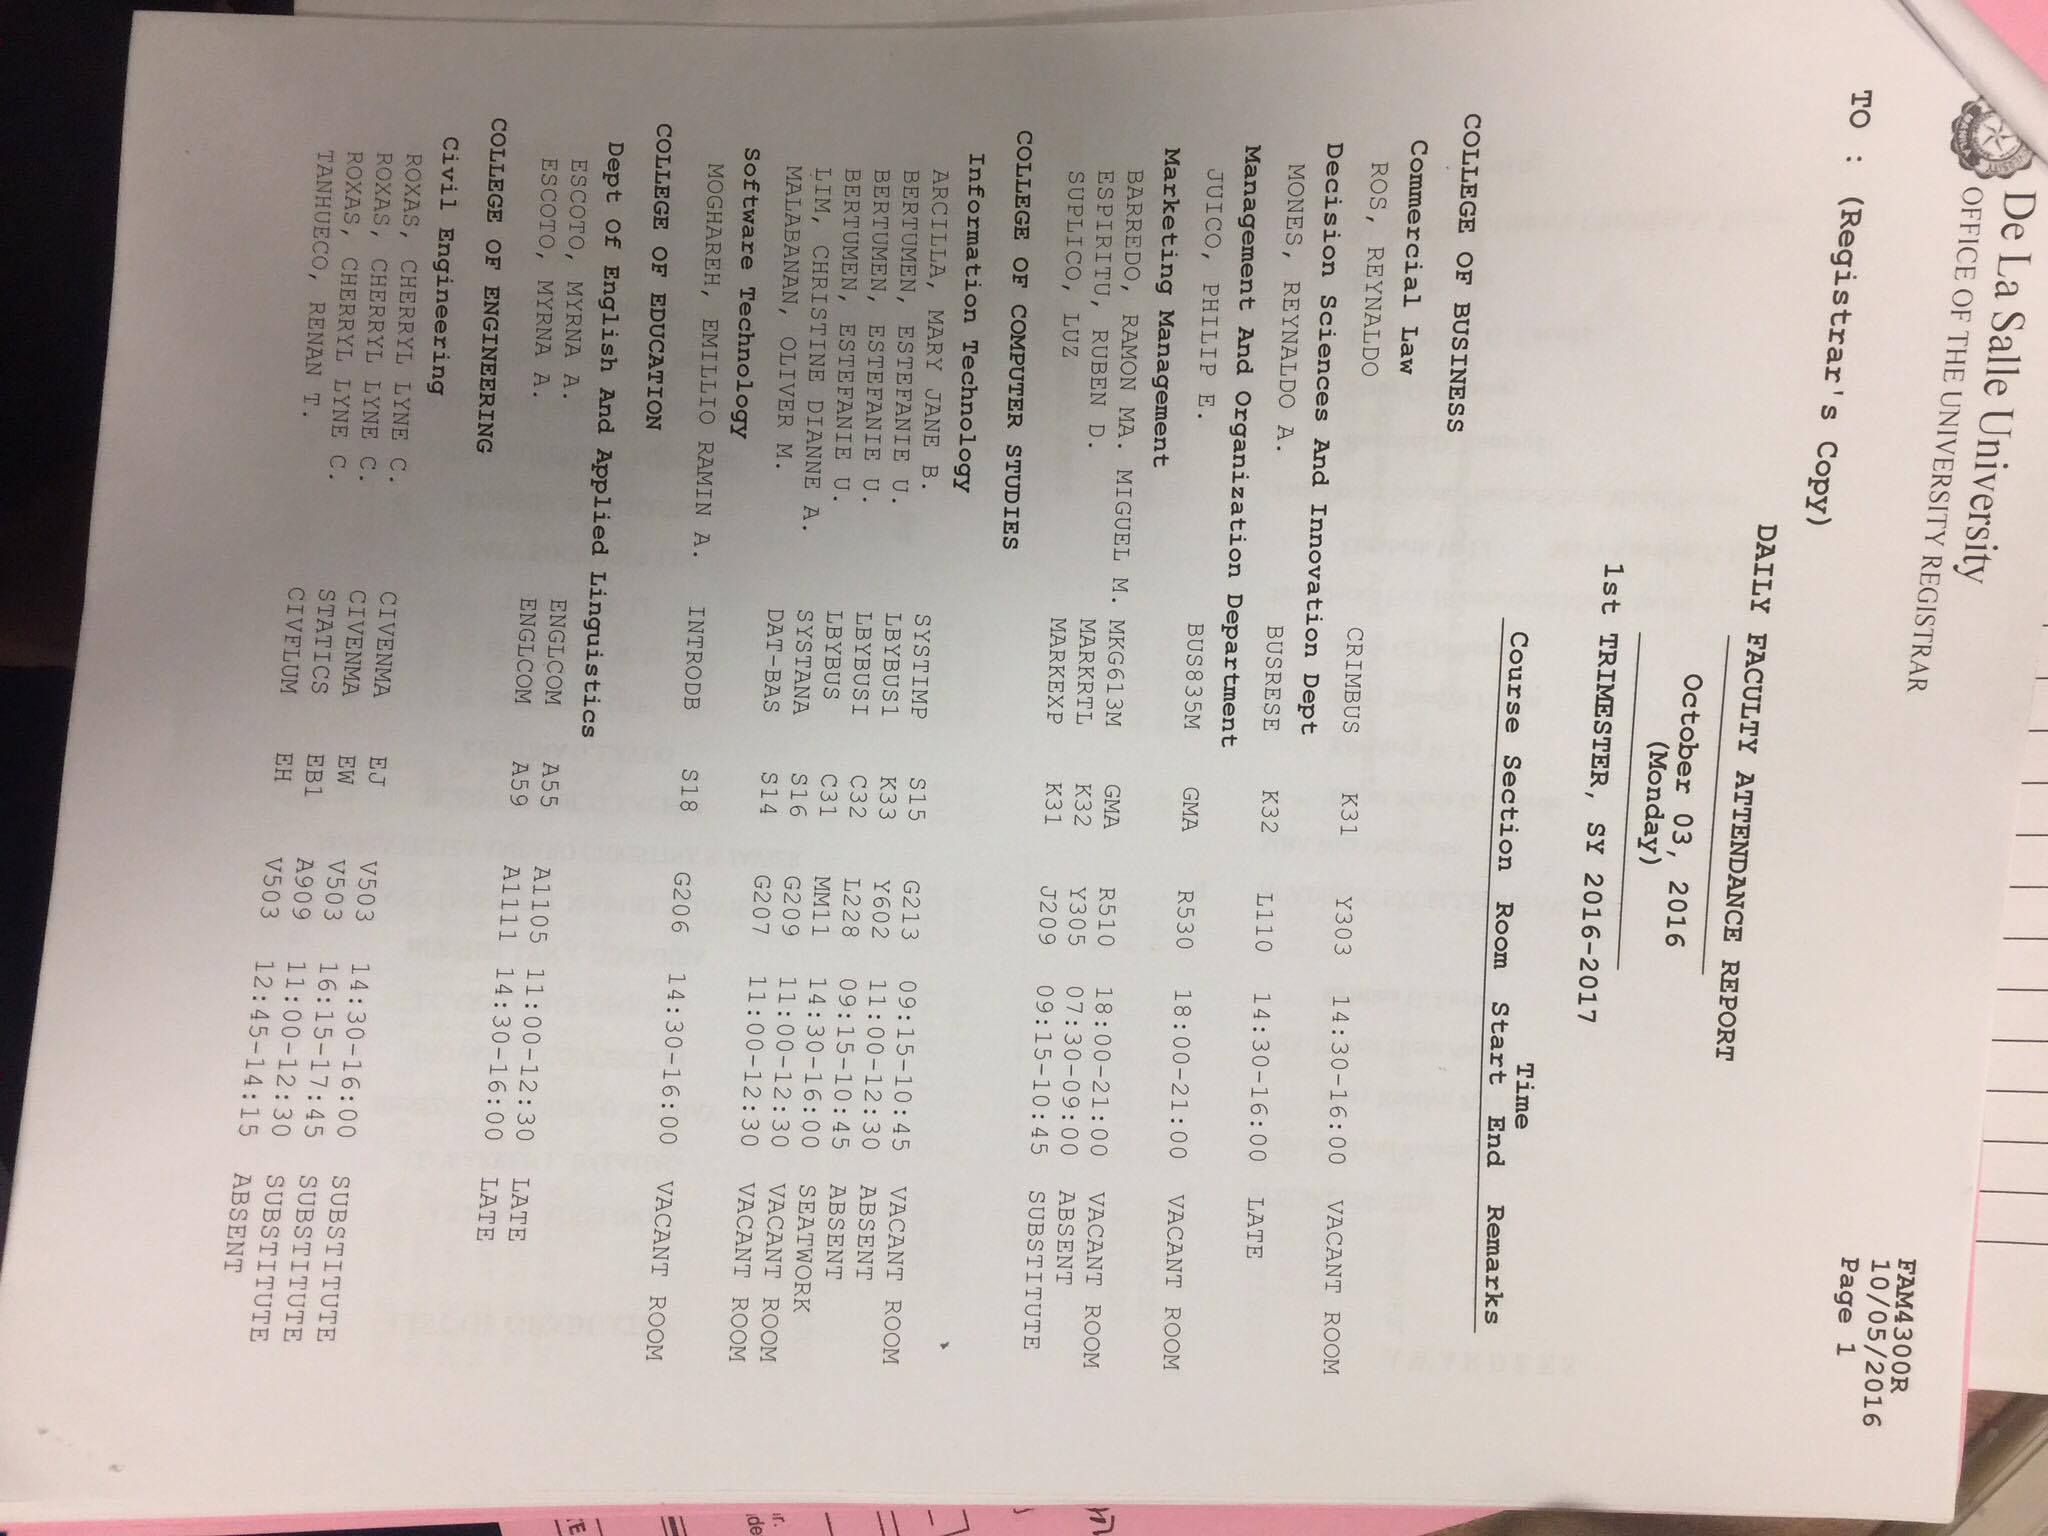 De La Salle University
OFFICE OF THE UNIVERSITY REGISTRAR
FAM4300R
10/05/2016
Page 1
TO : (Registrar's Copy)
DAILY FACULTY ATTENDANCE REPORT
October 03, 2016
(Monday)
1st TRIMESTER, SY 2016-2017
Time
Course Section Room Start End Remarks
COLLEGE OF BUSINESS
Commercial Law
ROS, REYNALDO CRIMBUS K31 Y303 14:30-16:00 VACANT ROOM
Decision Sciences And Innovation Dept
MONES, REYNALDO A. BUSRESE K32 L110 14:30-16:00 LATE
Management And Organization Department
JUICO, PHILIP E. BUS835M GMA R530 18:00-21:00 VACANT ROOM
Marketing Management
BARREDO, RAMON MA. MIGUEL M. MKG613M GMA R510 18:00-21:00 VACANT ROOM
ESPIRITU, RUBEN D. MARKRTL K32 Y305 07:30-09:00 ABSENT
SUPLICO, LUZ MARKEXP K31 J209 09:15-10:45 SUBSTITUTE
COLLEGE OF COMPUTER STUDIES
Information Technology
ARCILLA, MARY JANE B. SYSTIMP S15 G213 09:15-10:45 VACANT ROOM
BERTUMEN, ESTEFANIE U. LBYBUS1 K33 Y602 11:00-12:30 ABSENT
BERTUMEN, ESTEFANIE U. LBYBUSI C32 L228 09:15-10:45 ABSENT
BERTUMEN, ESTEFANIE U. LBYBUS C31 MM11 14:30-16:00 SEATWORK
LIM, CHRISTINE DIANNE A. SYSTANA S16 G209 11:00-12:30 VACANT ROOM
MALABANAN, OLIVER M. DAT-BAS S14 G207 11:00-12:30 VACANT ROOM
Software Technology
MOGHAREH, EMILLIO RAMIN A. INTRODB S18 G206 14:30-16:00 VACANT ROOM
COLLEGE OF EDUCATION
Dept Of English And Applied Linguistics
ESCOTO, MYRNA A. ENGLCOM A55 A1105 11:00-12:30 LATE
ESCOTO, MYRNA A. ENGLCOM A59 A1111 14:30-16:00 LATE
COLLEGE OF ENGINEERING
Civil Engineering
ROXAS, CHERRYL LYNE C. CIVENMA EJ V503 14:30-16:00 SUBSTITUTE
ROXAS, CHERRYL LYNE C. CIVENMA EW V503 16:15-17:45 SUBSTITUTE
ROXAS, CHERRYL LYNE C. STATICS EB1 A909 11:00-12:30 SUBSTITUTE
TANHUECO, RENAN T. CIVFLUM EH V503 12:45-14:15 ABSENT